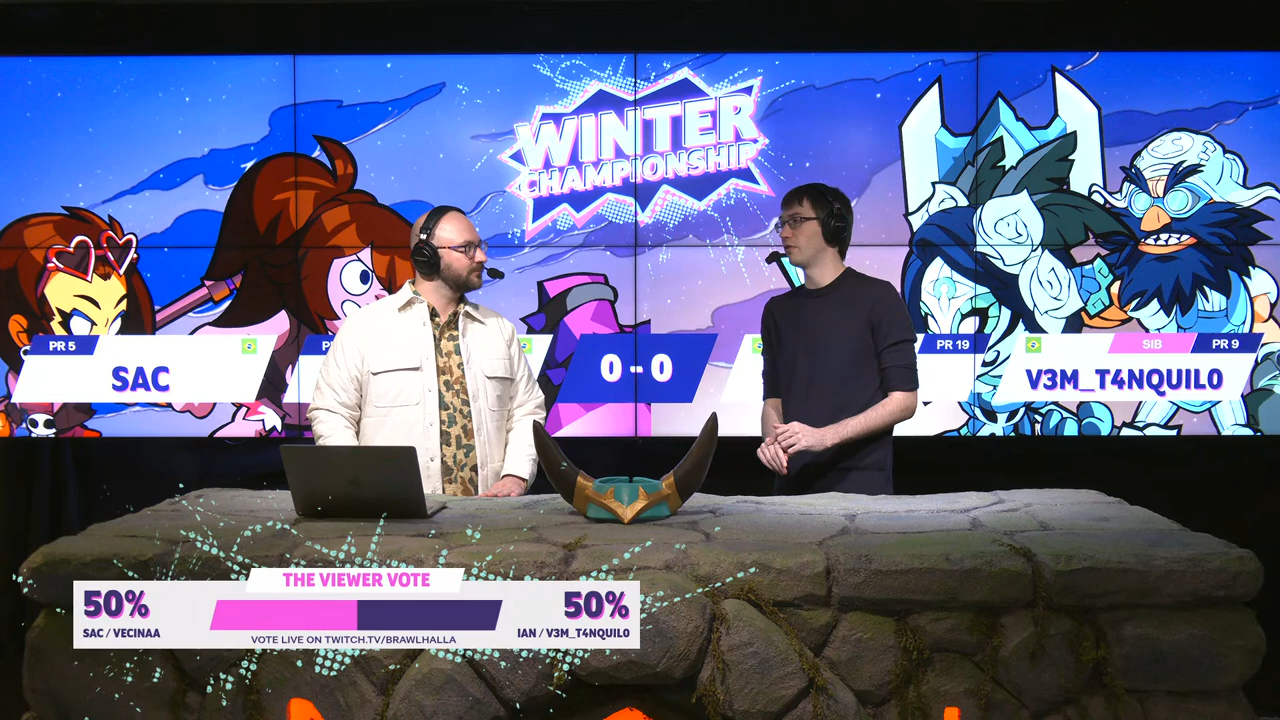 WINTER
CHAMPIONSHIP
PR 5
SAC
0 - 0
PR 19
SIB
PR 9
V3M_T4NQUIL0
THE VIEWER VOTE
50%
50%
SAC / VECINAA
IAN / V3M_T4NQUIL0
VOTE LIVE ON TWITCH.TV/BRAWLHALLA